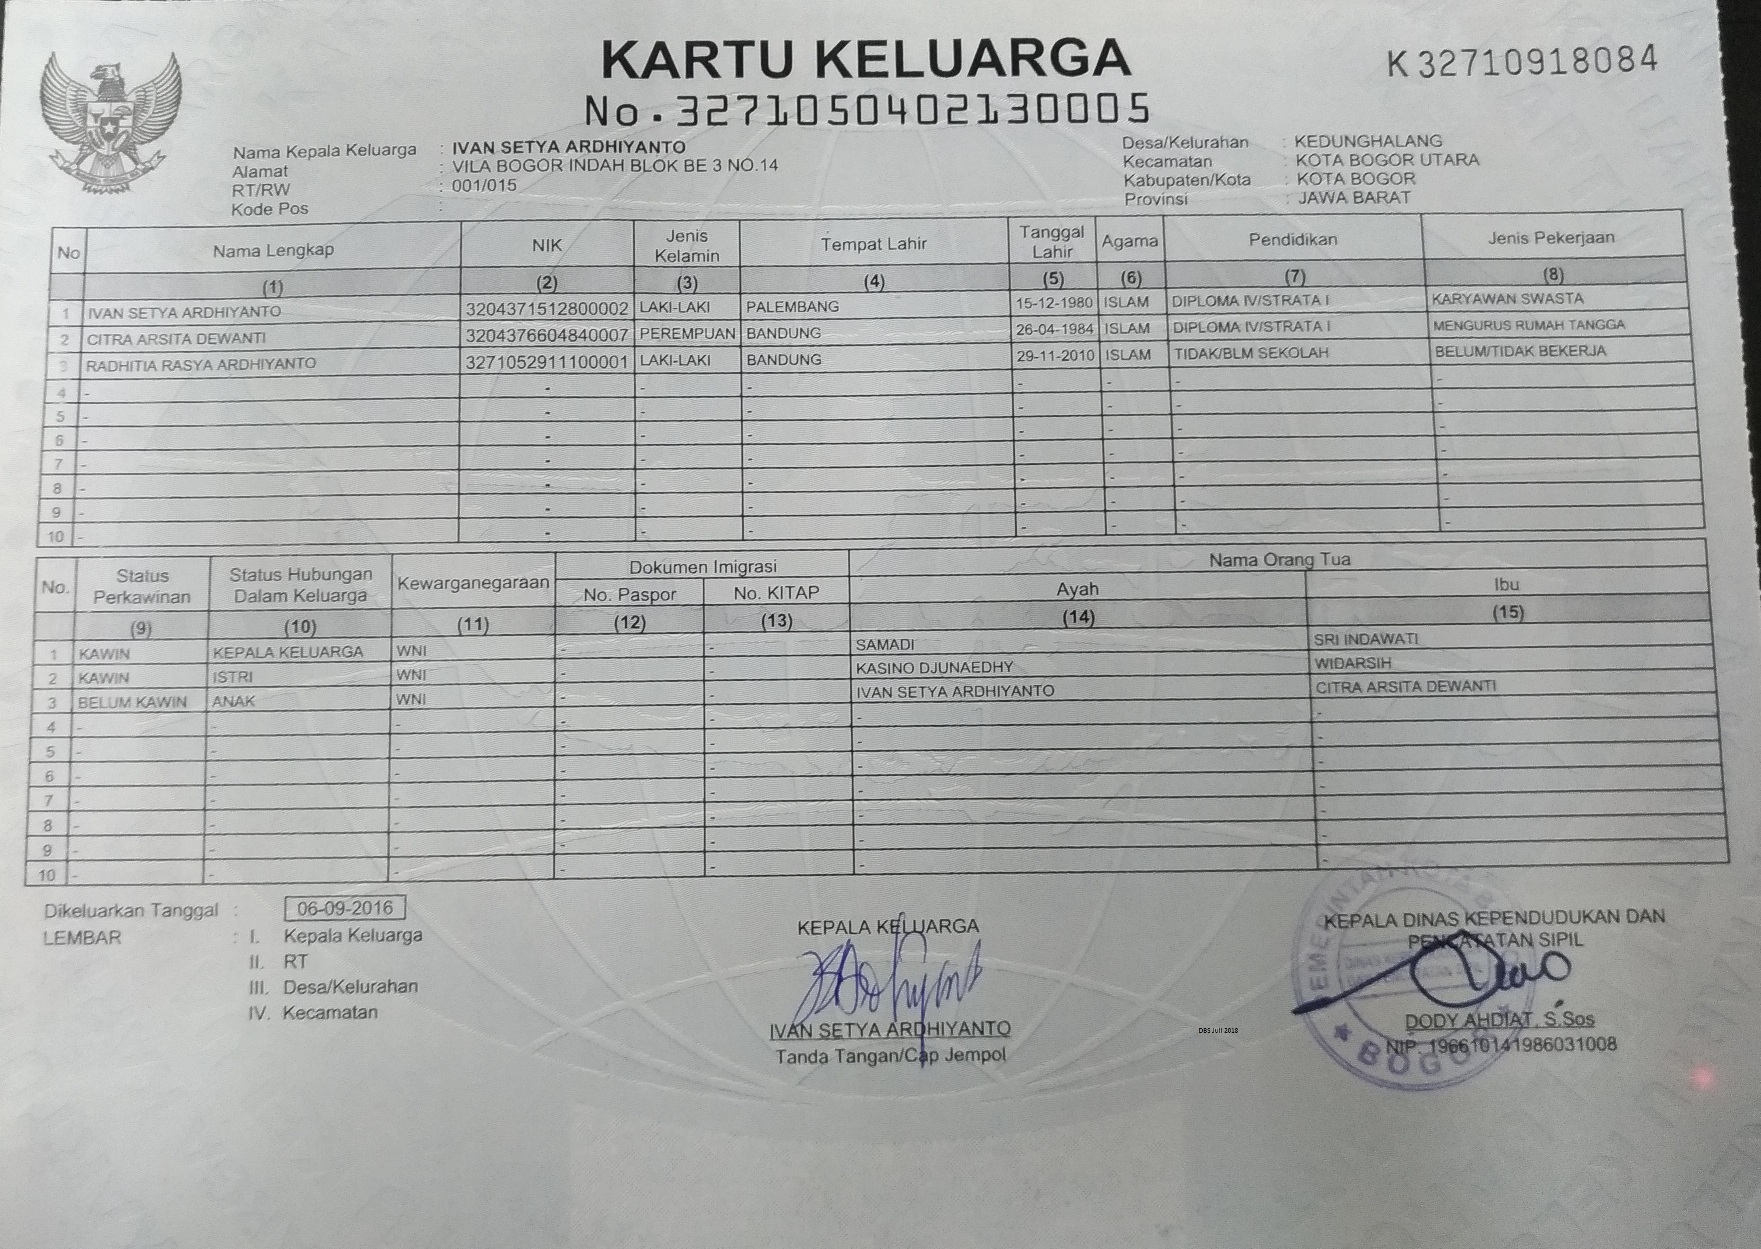 KARTU KELUARGA
K 32710918084
No. 3271050402130005
Nama Kepala Keluarga : IVAN SETYA ARDHIYANTO
Alamat : VILA BOGOR INDAH BLOK BE 3 NO.14
RT/RW : 001/015
Kode Pos :
Desa/Kelurahan : KEDUNGHALANG
Kecamatan : KOTA BOGOR UTARA
Kabupaten/Kota : KOTA BOGOR
Provinsi : JAWA BARAT
No Nama Lengkap NIK Jenis Kelamin Tempat Lahir Tanggal Lahir Agama Pendidikan Jenis Pekerjaan
(1) (2) (3) (4) (5) (6) (7) (8)
1 IVAN SETYA ARDHIYANTO 3204371512800002 LAKI-LAKI PALEMBANG 15-12-1980 ISLAM DIPLOMA IV/STRATA I KARYAWAN SWASTA
2 CITRA ARSITA DEWANTI 3204376604840007 PEREMPUAN BANDUNG 26-04-1984 ISLAM DIPLOMA IV/STRATA I MENGURUS RUMAH TANGGA
3 RADHITIA RASYA ARDHIYANTO 3271052911100001 LAKI-LAKI BANDUNG 29-11-2010 ISLAM TIDAK/BLM SEKOLAH BELUM/TIDAK BEKERJA
4 - - - - - - - -
5 - - - - - - - -
6 - - - - - - - -
7 - - - - - - - -
8 - - - - - - - -
9 - - - - - - - -
10 - - - - - - - -
No. Status Perkawinan Status Hubungan Dalam Keluarga Kewarganegaraan Dokumen Imigrasi Nama Orang Tua
No. Paspor No. KITAP Ayah Ibu
(9) (10) (11) (12) (13) (14) (15)
1 KAWIN KEPALA KELUARGA WNI - - SAMADI SRI INDAWATI
2 KAWIN ISTRI WNI - - KASINO DJUNAEDHY WIDARSIH
3 BELUM KAWIN ANAK WNI - - IVAN SETYA ARDHIYANTO CITRA ARSITA DEWANTI
4 - - - - - - -
5 - - - - - - -
6 - - - - - - -
7 - - - - - - -
8 - - - - - - -
9 - - - - - - -
10 - - - - - - -
Dikeluarkan Tanggal : 06-09-2016
LEMBAR : I. Kepala Keluarga
II. RT
III. Desa/Kelurahan
IV. Kecamatan
KEPALA KELUARGA
IVAN SETYA ARDHIYANTO
Tanda Tangan/Cap Jempol
DBS Juli 2018
KEPALA DINAS KEPENDUDUKAN DAN
PENCATATAN SIPIL
DODY AHDIAT, S.Sos
NIP. 196610141986031008
BOGOR